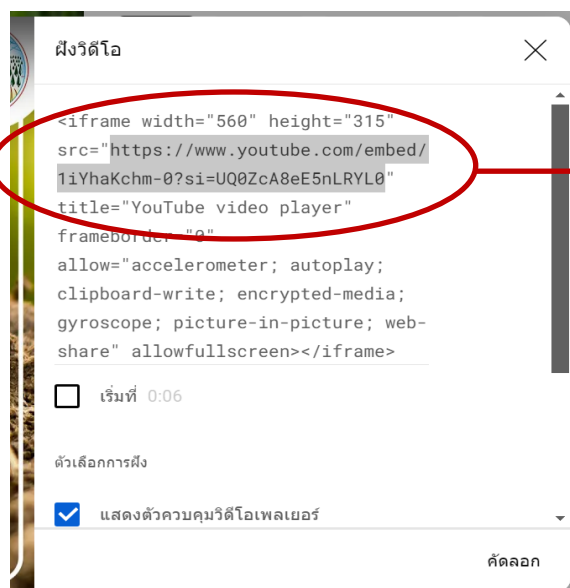 ฝังวิดีโอ
<iframe width="560" height="315"
src="https://www.youtube.com/embed/
1iYhaKchm-0?si=UQ0ZcA8eE5nLRYL0"
title="YouTube video player"
frameborder="0"
allow="accelerometer; autoplay;
clipboard-write; encrypted-media;
gyroscope; picture-in-picture; web-
share" allowfullscreen></iframe>
เริ่มที่ 0:06
ตัวเลือกการฝัง
แสดงตัวควบคุมวิดีโอเพลเยอร์
คัดลอก